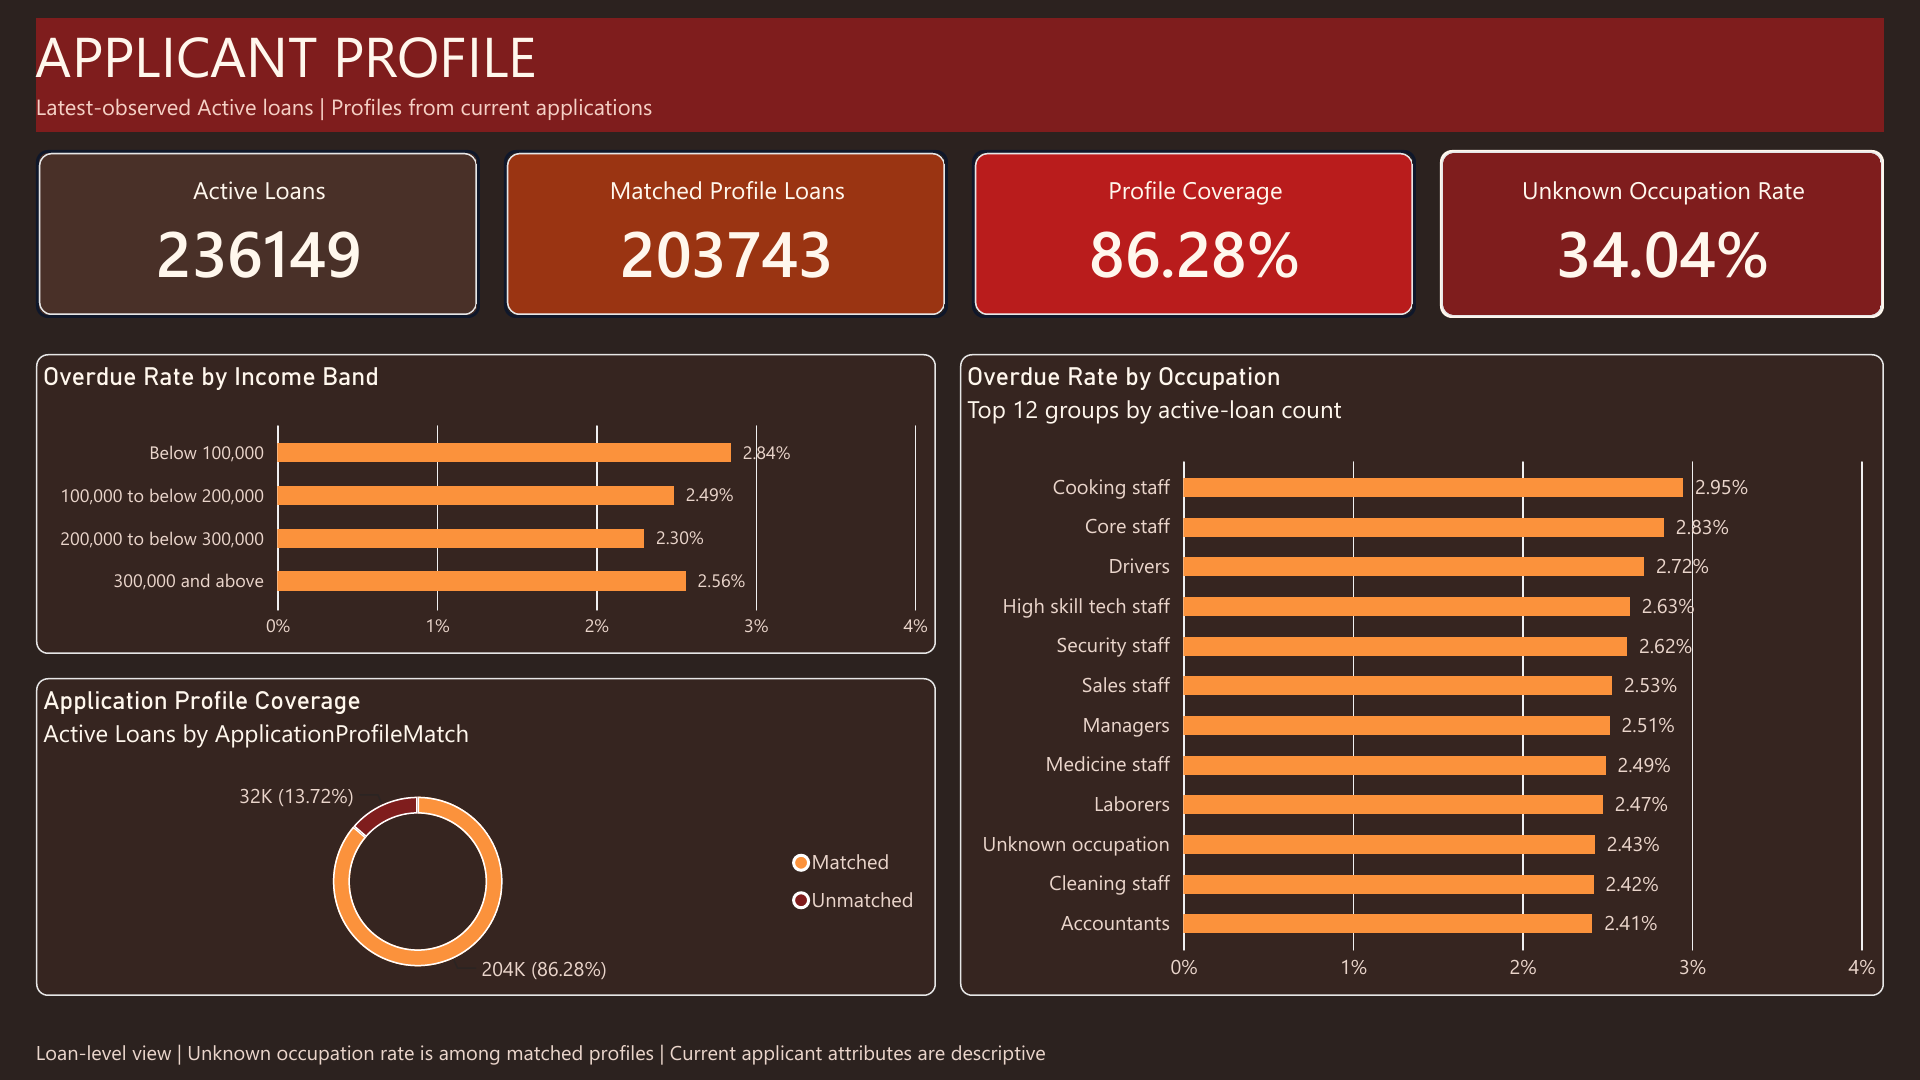 APPLICANT PROFILE
Latest-observed Active loans | Profiles from current applications
Active Loans
236149
Matched Profile Loans
203743
Profile Coverage
86.28%
Unknown Occupation Rate
34.04%
Overdue Rate by Income Band
Below 100,000 2.84%
100,000 to below 200,000 2.49%
200,000 to below 300,000 2.30%
300,000 and above 2.56%
0% 1% 2% 3% 4%
Application Profile Coverage
Active Loans by ApplicationProfileMatch
32K (13.72%)
204K (86.28%)
Matched
Unmatched
Overdue Rate by Occupation
Top 12 groups by active-loan count
Cooking staff 2.95%
Core staff 2.83%
Drivers 2.72%
High skill tech staff 2.63%
Security staff 2.62%
Sales staff 2.53%
Managers 2.51%
Medicine staff 2.49%
Laborers 2.47%
Unknown occupation 2.43%
Cleaning staff 2.42%
Accountants 2.41%
0% 1% 2% 3% 4%
Loan-level view | Unknown occupation rate is among matched profiles | Current applicant attributes are descriptive